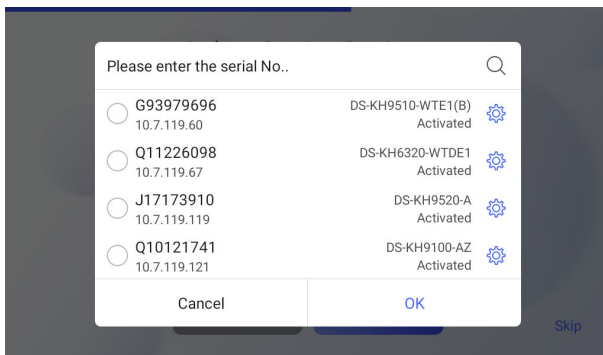 Please enter the serial No..
G93979696 DS-KH9510-WTE1(B)
10.7.119.60 Activated
Q11226098 DS-KH6320-WTDE1
10.7.119.67 Activated
J17173910 DS-KH9520-A
10.7.119.119 Activated
Q10121741 DS-KH9100-AZ
10.7.119.121 Activated
Cancel OK
Skip